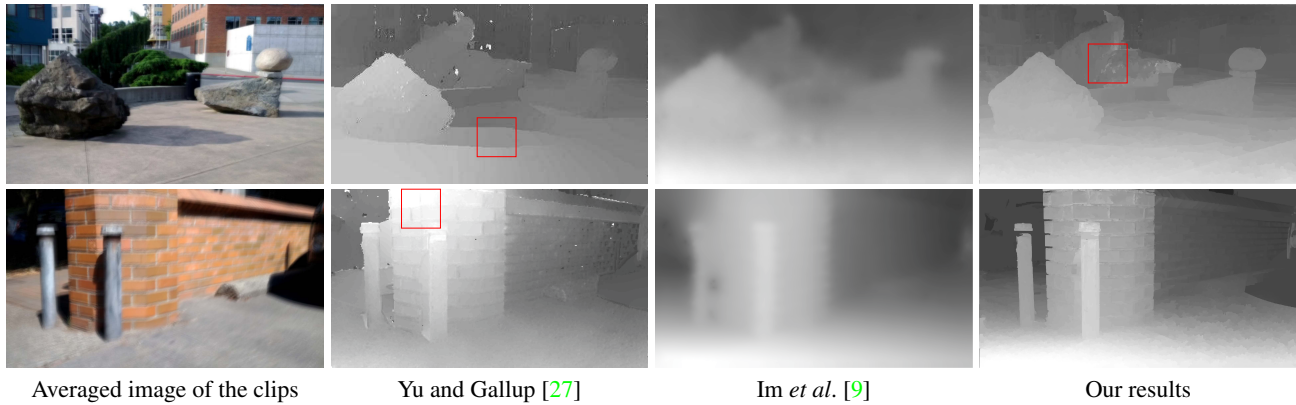 Averaged image of the clips
Yu and Gallup [27]
Im et al. [9]
Our results